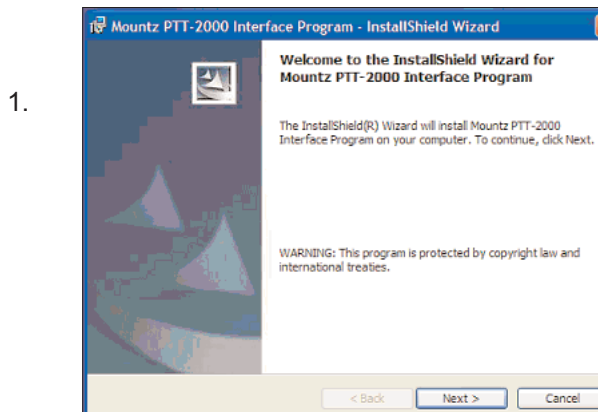 Mountz PTT-2000 Interface Program - InstallShield Wizard
Welcome to the InstallShield Wizard for
Mountz PTT-2000 Interface Program
1.
The InstallShield(R) Wizard will install Mountz PTT-2000
Interface Program on your computer. To continue, click Next.
WARNING: This program is protected by copyright law and
international treaties.
< Back Next > Cancel